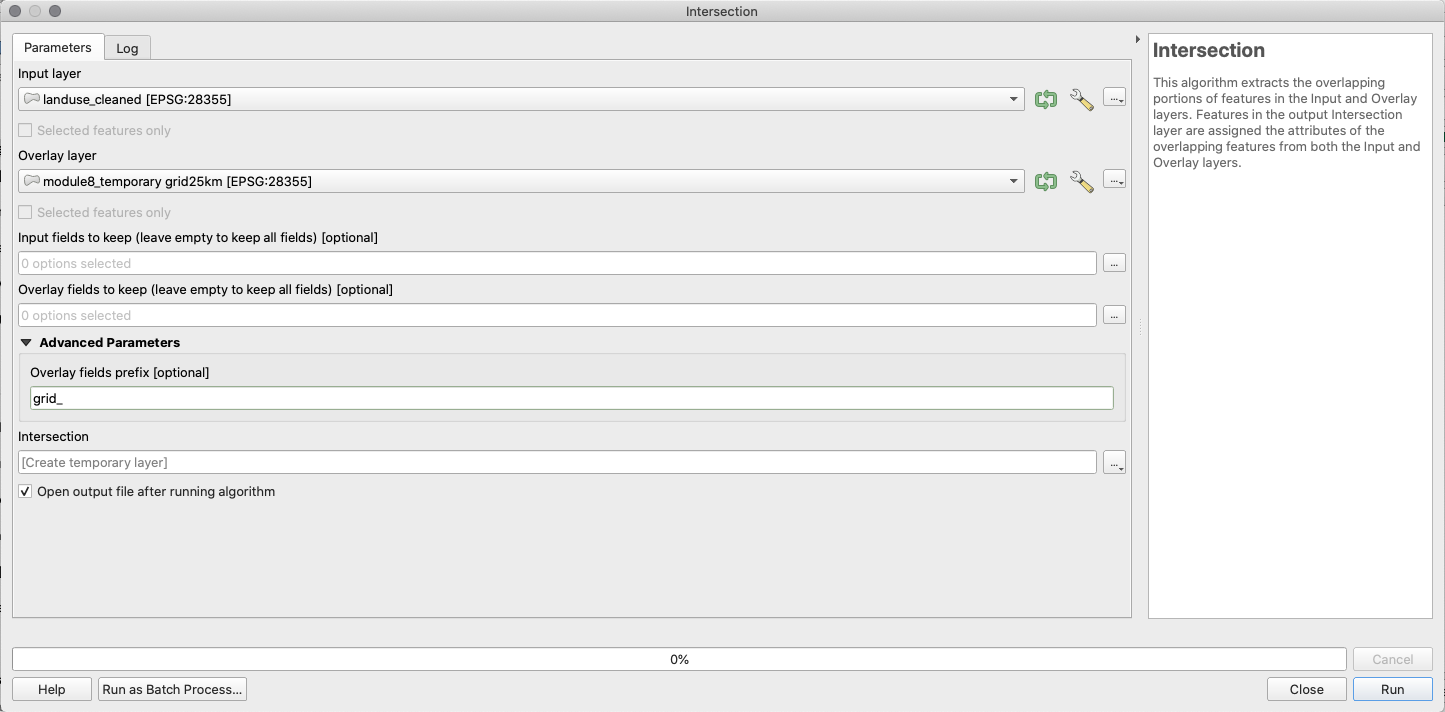 Intersection
Parameters
Log
Input layer
landuse_cleaned [EPSG:28355]
...
Selected features only
Overlay layer
module8_temporary grid25km [EPSG:28355]
...
Selected features only
Input fields to keep (leave empty to keep all fields) [optional]
0 options selected
...
Overlay fields to keep (leave empty to keep all fields) [optional]
0 options selected
...
Advanced Parameters
Overlay fields prefix [optional]
grid_
Intersection
[Create temporary layer]
...
Open output file after running algorithm
Intersection
This algorithm extracts the overlapping
portions of features in the Input and Overlay
layers. Features in the output Intersection
layer are assigned the attributes of the
overlapping features from both the Input and
Overlay layers.
0%
Cancel
Help
Run as Batch Process...
Close
Run